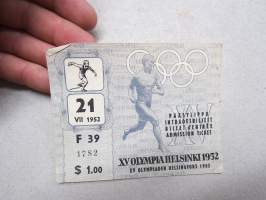 21
VII 1952
F 39
1782
$ 1.00
XV
PÄÄSYLIPPU
INTRÄDESBILJETT
BILLET D'ENTRÉE
ADMISSION TICKET
XV OLYMPIA HELSINKI 1952
XV OLYMPIADEN HELSINGFORS 1952